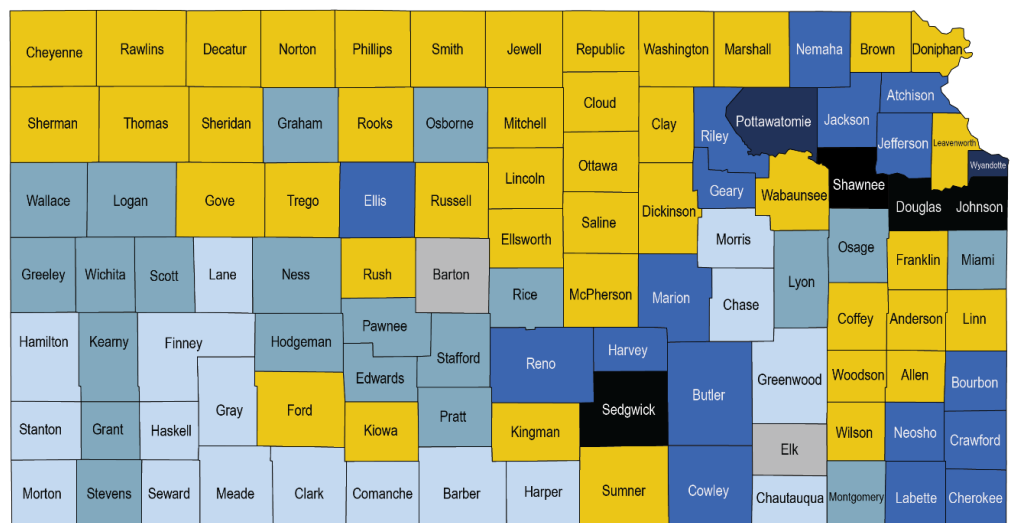 Cheyenne
Rawlins
Decatur
Norton
Phillips
Smith
Jewell
Republic
Washington
Marshall
Nemaha
Brown
Doniphan
Sherman
Thomas
Sheridan
Graham
Rooks
Osborne
Mitchell
Cloud
Clay
Riley
Pottawatomie
Jackson
Atchison
Jefferson
Leavenworth
Wyandotte
Wallace
Logan
Gove
Trego
Ellis
Russell
Lincoln
Ottawa
Saline
Dickinson
Geary
Wabaunsee
Shawnee
Douglas
Johnson
Greeley
Wichita
Scott
Lane
Ness
Rush
Barton
Ellsworth
Rice
McPherson
Marion
Morris
Chase
Lyon
Osage
Franklin
Miami
Hamilton
Kearny
Finney
Hodgeman
Pawnee
Edwards
Stafford
Reno
Harvey
Butler
Greenwood
Coffey
Anderson
Linn
Woodson
Allen
Bourbon
Stanton
Grant
Haskell
Gray
Ford
Kiowa
Pratt
Kingman
Sedgwick
Elk
Wilson
Neosho
Crawford
Morton
Stevens
Seward
Meade
Clark
Comanche
Barber
Harper
Sumner
Cowley
Chautauqua
Montgomery
Labette
Cherokee